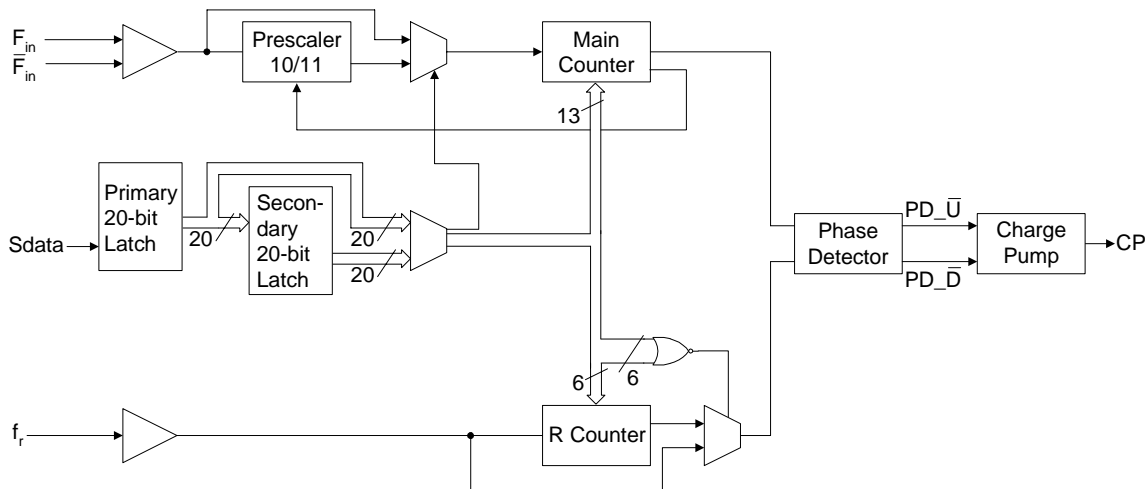 F_in
F̅_in
Prescaler
10/11
Main
Counter
13
Primary
20-bit
Latch
Sdata
20
Secon-
dary
20-bit
Latch
20
20
Phase
Detector
PD_U̅
PD_D̅
Charge
Pump
CP
6
6
f_r
R Counter